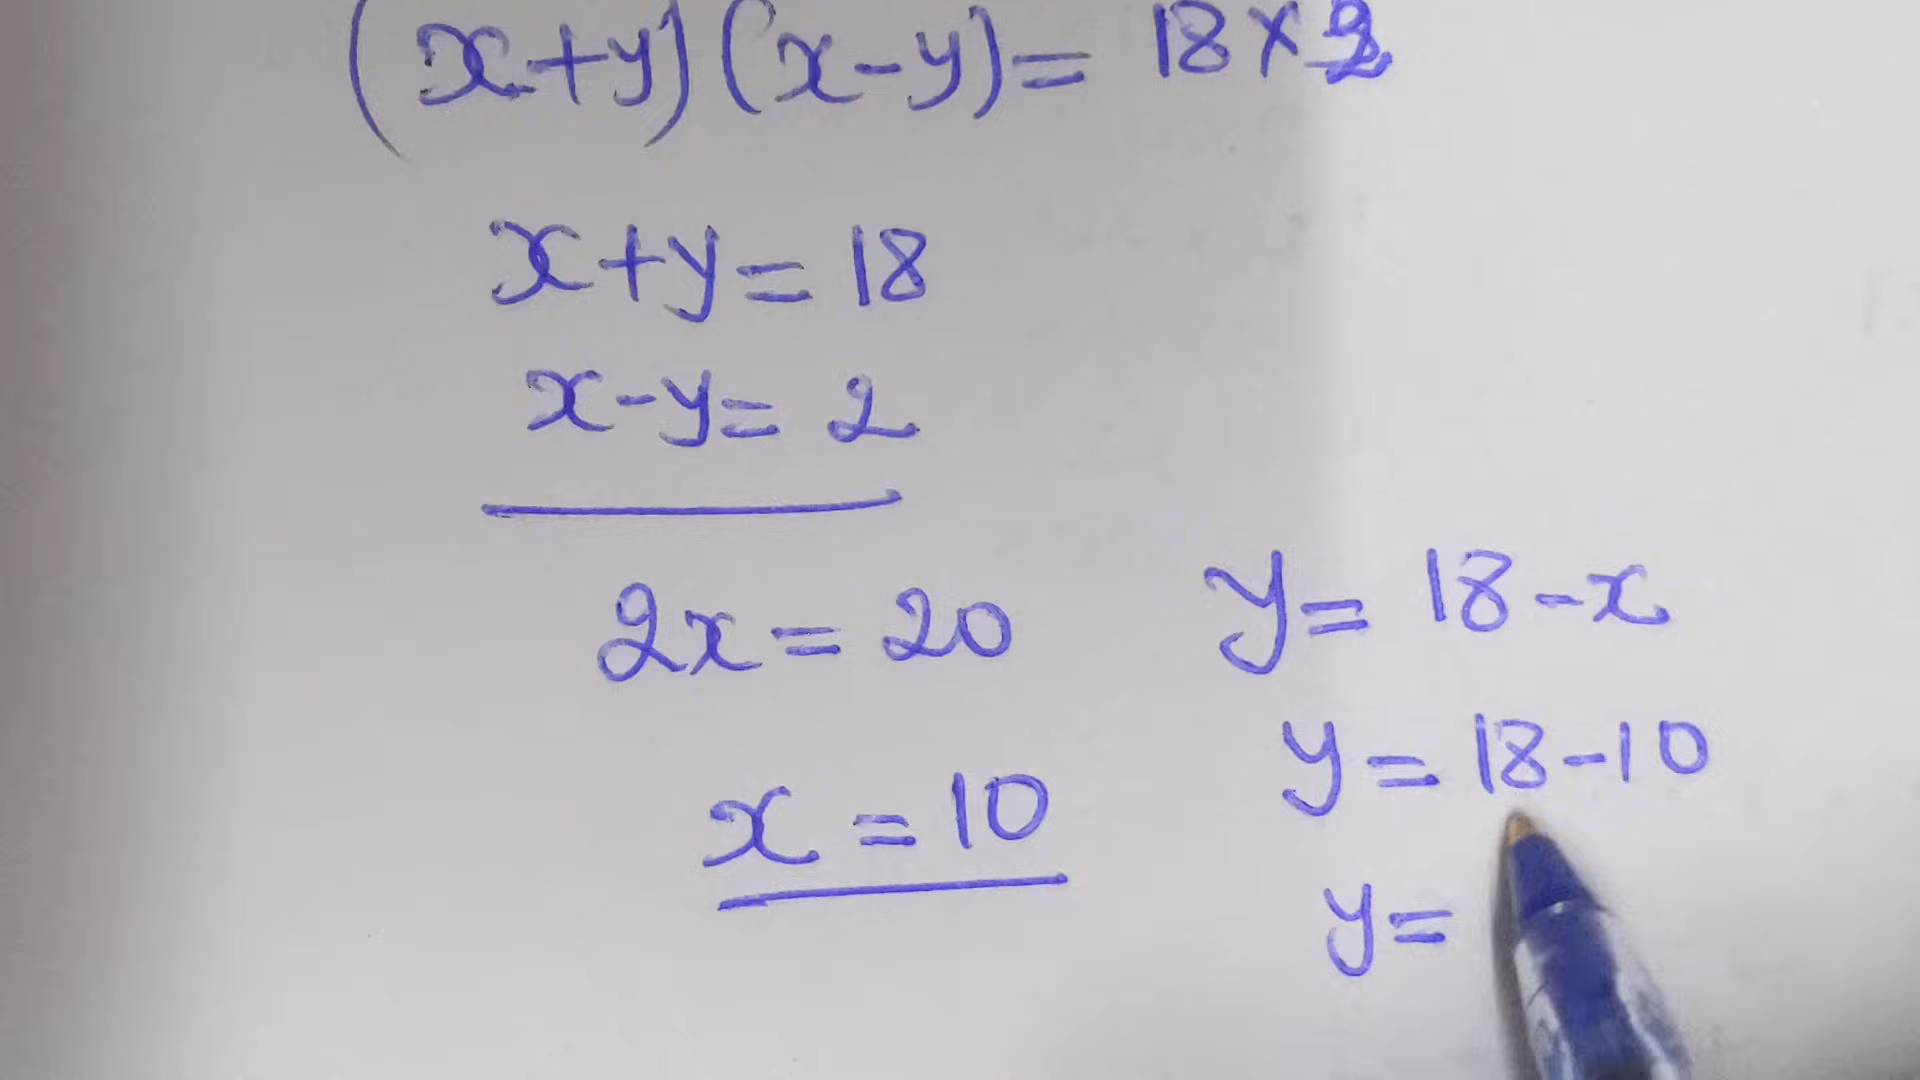 (x+y)(x-y)= 18×2
x+y= 18
x-y= 2
2x= 20
x = 10
y= 18-x
y= 18-10
y=